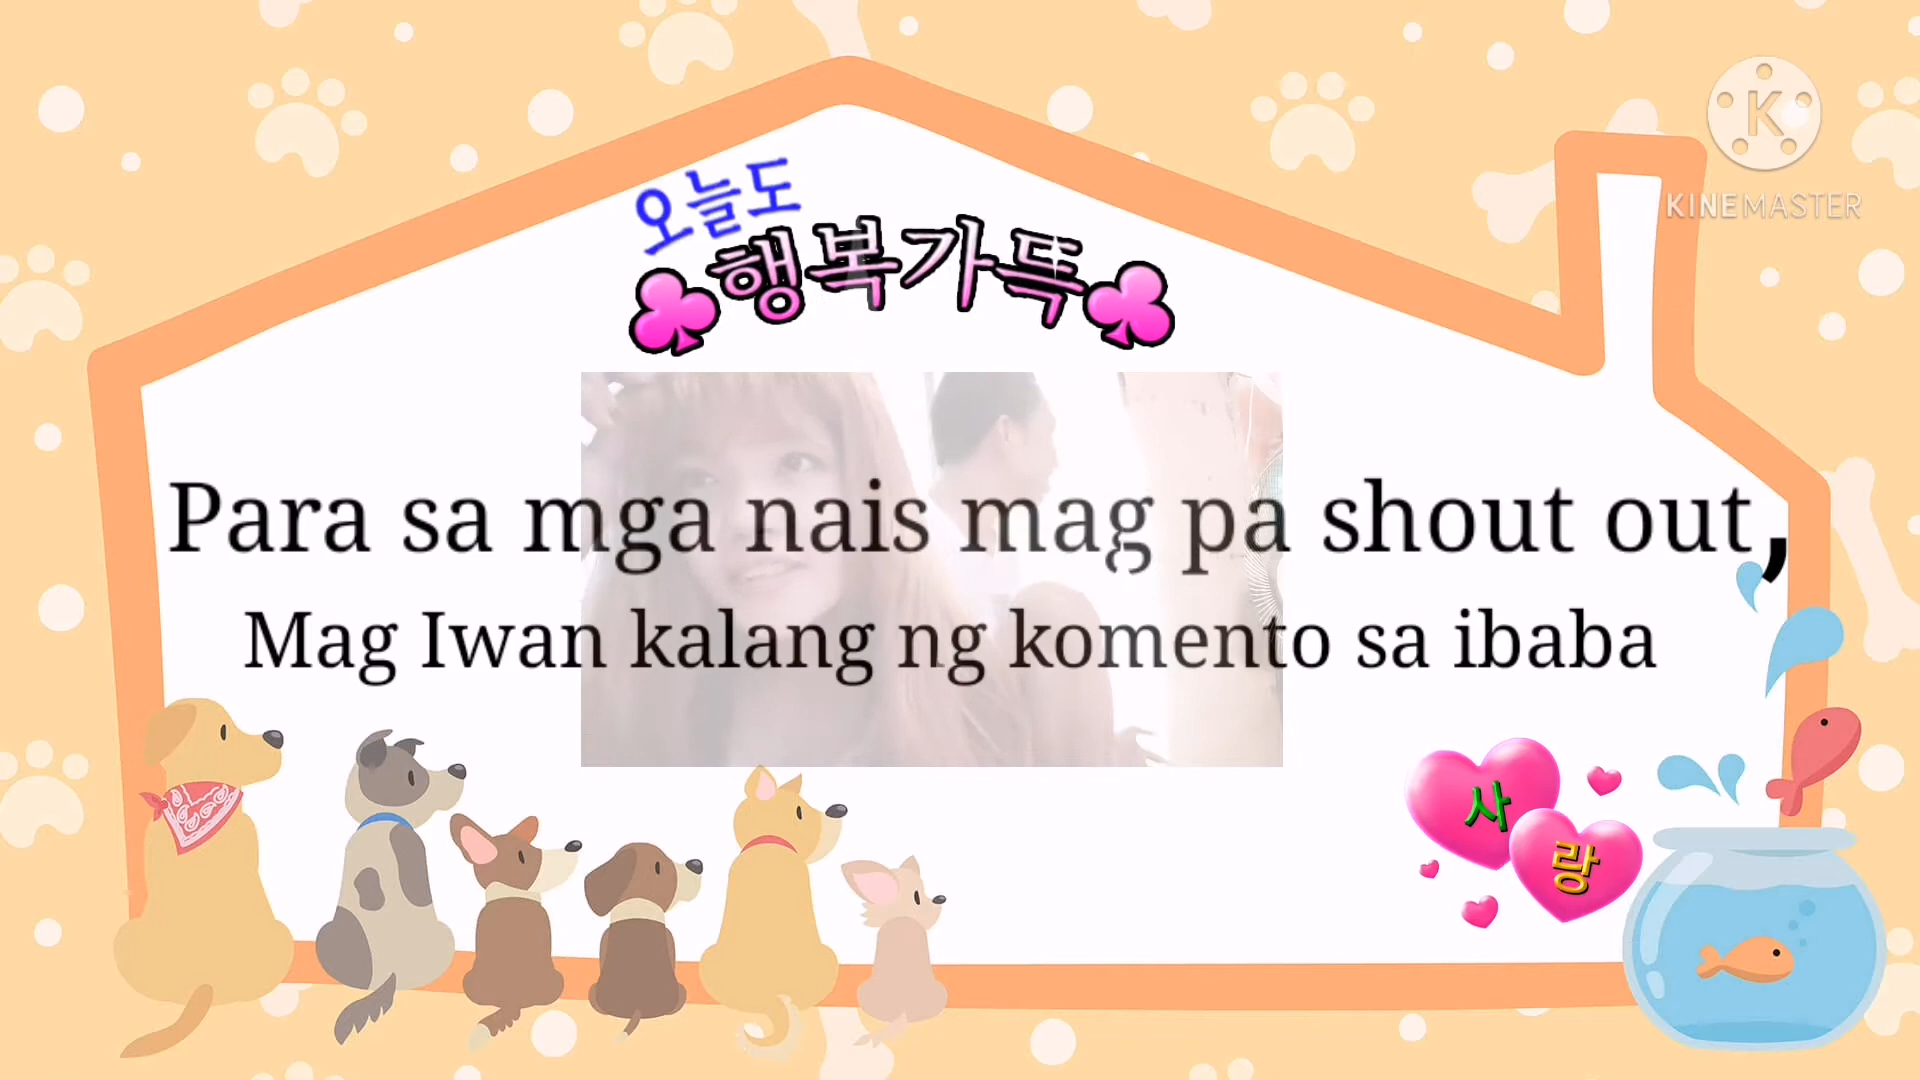 오늘도
♣행복가득♣
KINEMASTER
Para sa mga nais mag pa shout out,
Mag Iwan kalang ng komento sa ibaba
사
랑